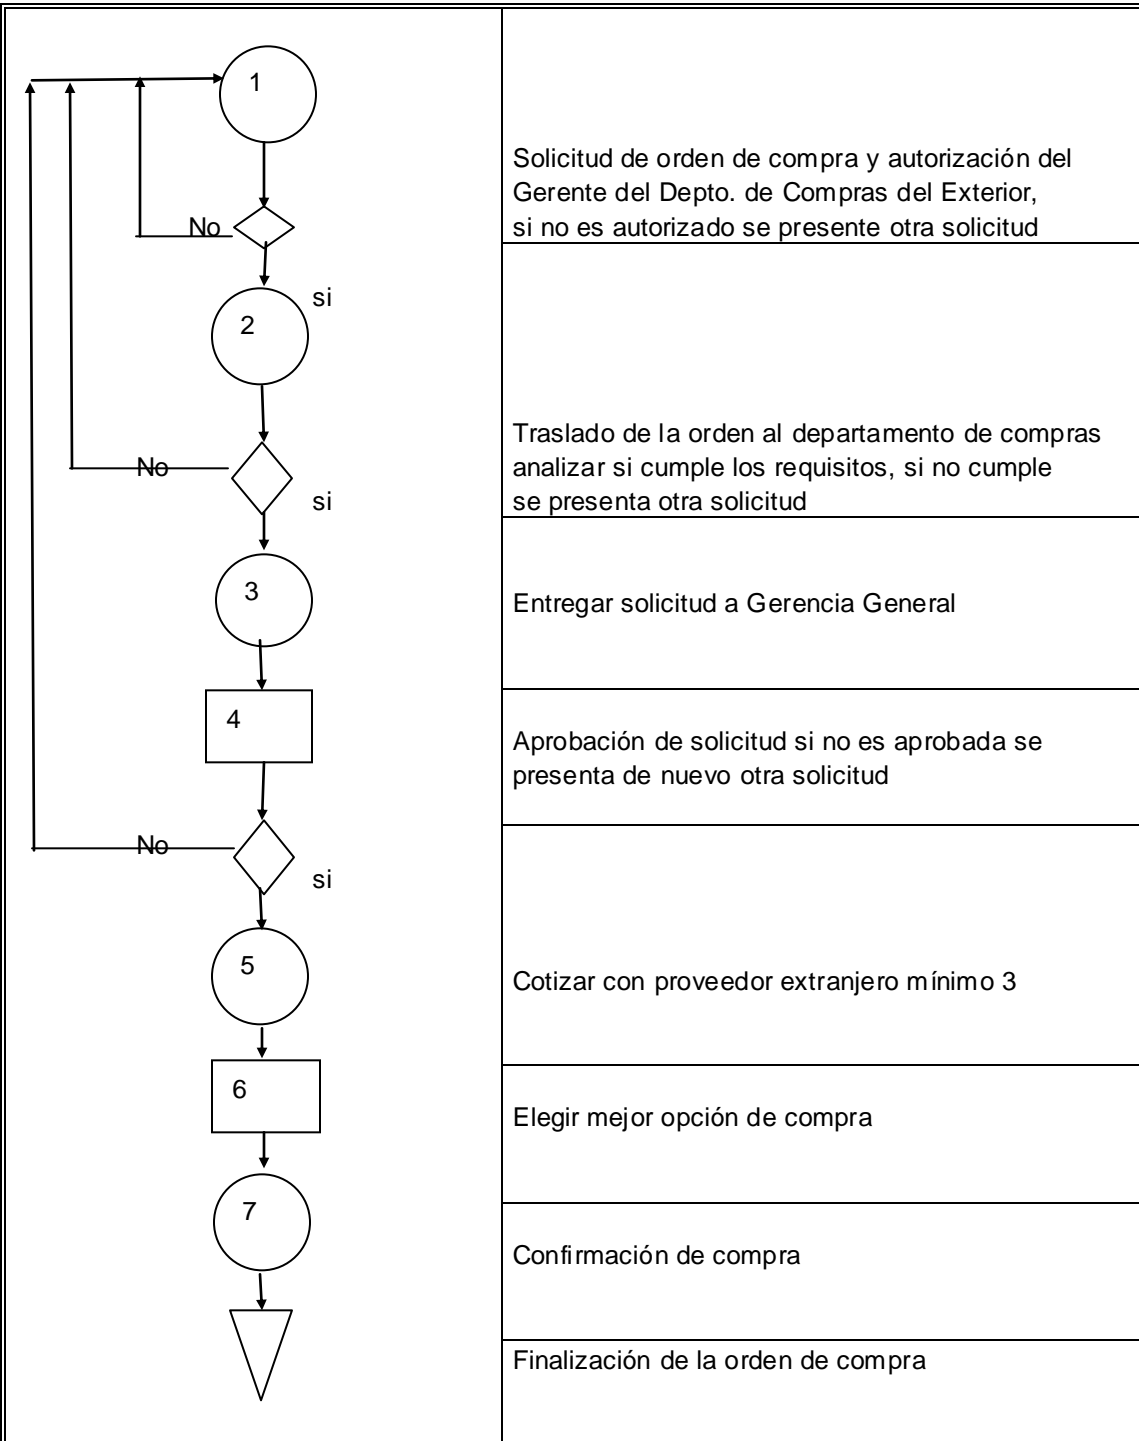 1
Solicitud de orden de compra y autorización del
Gerente del Depto. de Compras del Exterior,
No
si no es autorizado se presente otra solicitud
si
2
Traslado de la orden al departamento de compras
No
analizar si cumple los requisitos, si no cumple
si
se presenta otra solicitud
3
Entregar solicitud a Gerencia General
4
Aprobación de solicitud si no es aprobada se
presenta de nuevo otra solicitud
No
si
5
Cotizar con proveedor extranjero mínimo 3
6
Elegir mejor opción de compra
7
Confirmación de compra
Finalización de la orden de compra